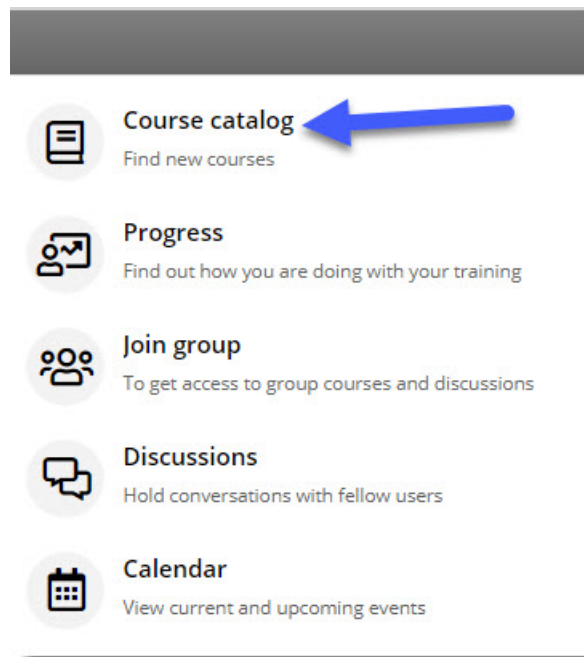 Course catalog
Find new courses
Progress
Find out how you are doing with your training
Join group
To get access to group courses and discussions
Discussions
Hold conversations with fellow users
Calendar
View current and upcoming events